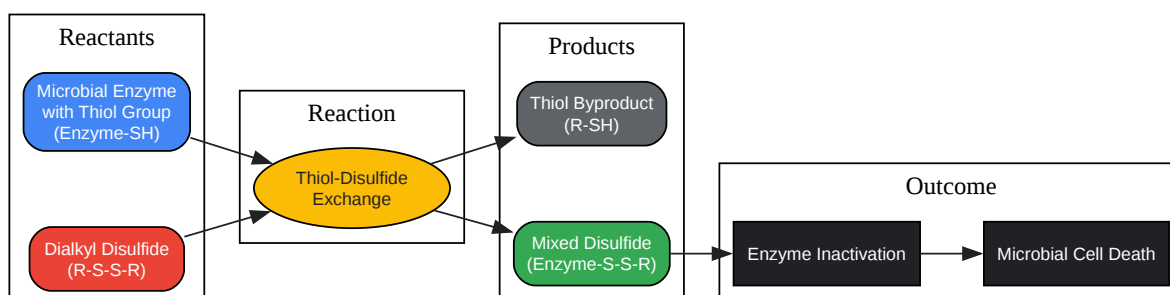 Reactants
Microbial Enzyme
with Thiol Group
(Enzyme-SH)
Dialkyl Disulfide
(R-S-S-R)
Reaction
Thiol-Disulfide
Exchange
Products
Thiol Byproduct
(R-SH)
Mixed Disulfide
(Enzyme-S-S-R)
Outcome
Enzyme Inactivation
Microbial Cell Death